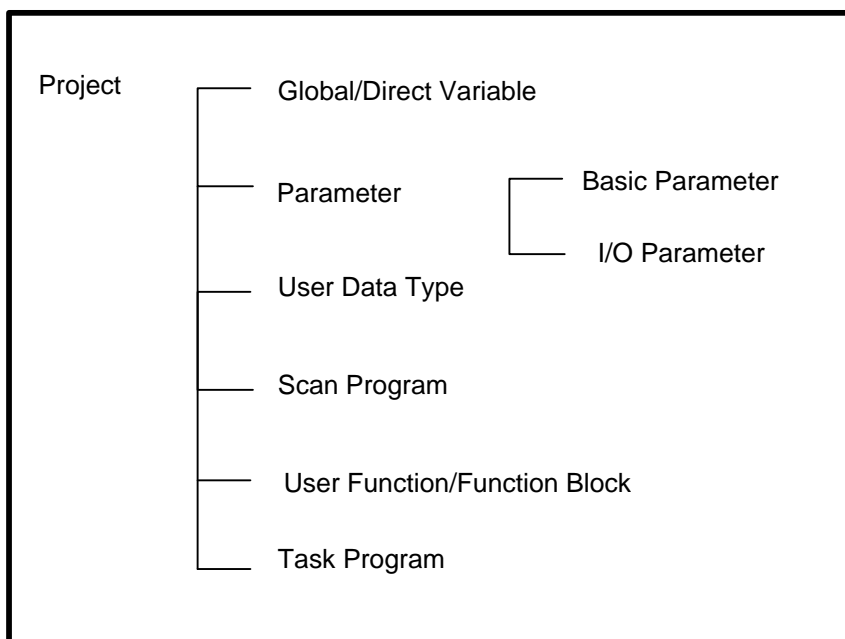 Project
Global/Direct Variable
Parameter
Basic Parameter
I/O Parameter
User Data Type
Scan Program
User Function/Function Block
Task Program